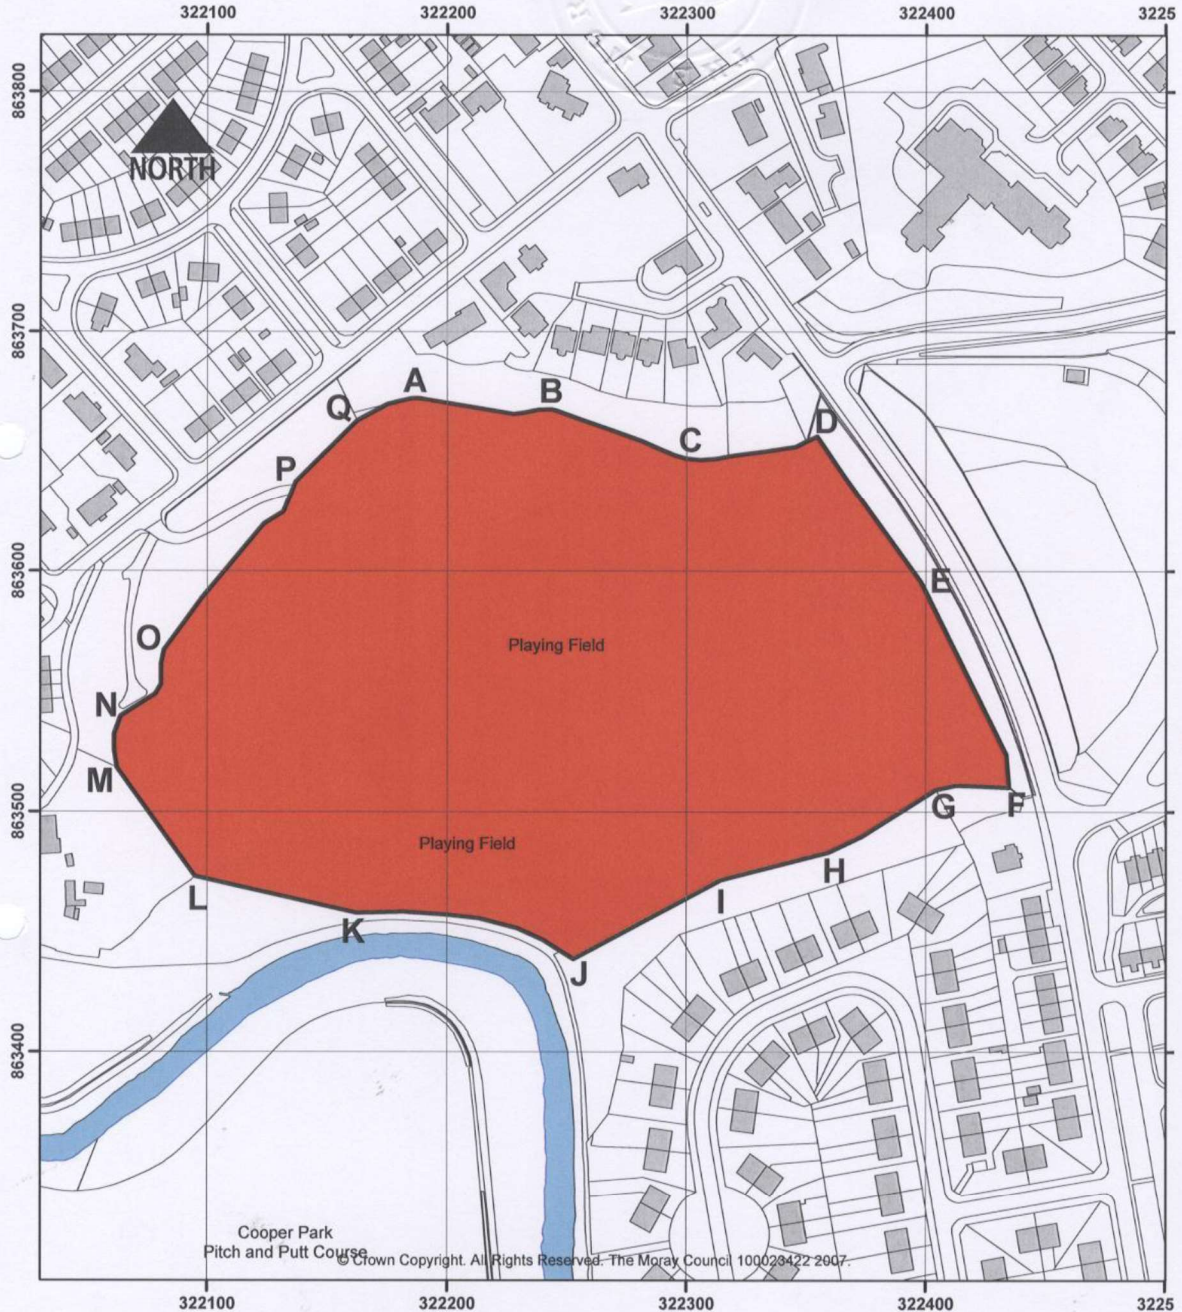 322100 322200 322300 322400 3225
863800
NORTH
863700
A
B
Q
D
C
P
863600
E
O
Playing Field
N
M
863500
G
F
Playing Field
H
L
I
K
J
863400
Cooper Park
Pitch and Putt Course
© Crown Copyright. All Rights Reserved. The Moray Council 100023422 2007.
322100 322200 322300 322400 3225